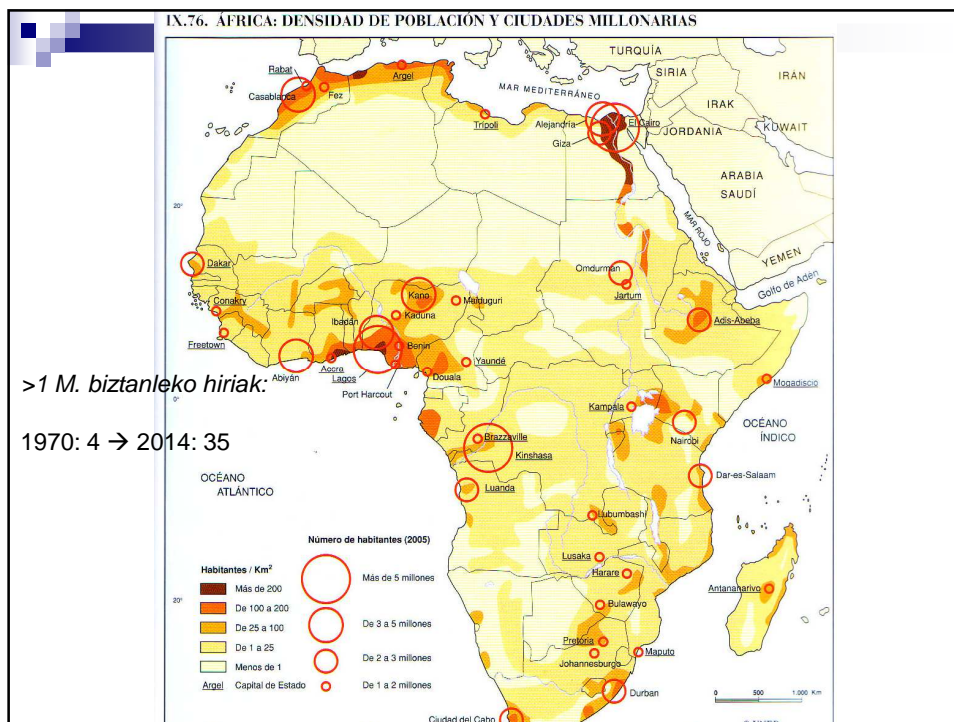 IX.76. ÁFRICA: DENSIDAD DE POBLACIÓN Y CIUDADES MILLONARIAS
TURQUÍA
SIRIA
IRÁN
IRAK
JORDANIA
KUWAIT
ARABIA
SAUDÍ
YEMEN
MAR MEDITERRÁNEO
MAR ROJO
Golfo de Adén
Rabat
Casablanca
Fez
Argel
Trípoli
Alejandría
Giza
El Cairo
20°
Dakar
Conakry
Freetown
Abiyán
Accra
Lagos
Ibadán
Kano
Kaduna
Maiduguri
Benin
Port Harcout
Douala
Yaundé
Omdurman
Jartum
Adis-Abeba
Mogadiscio
>1 M. biztanleko hiriak:
1970: 4 → 2014: 35
0°
Kampala
Nairobi
OCÉANO
ÍNDICO
Brazzaville
Kinshasa
Luanda
Dar-es-Salaam
OCÉANO
ATLÁNTICO
Lubumbashi
Lusaka
Harare
Bulawayo
Antananarivo
20°
Pretoria
Johannesburgo
Maputo
Durban
Ciudad del Cabo
Número de habitantes (2005)
Más de 5 millones
De 3 a 5 millones
De 2 a 3 millones
De 1 a 2 millones
Habitantes / Km²
Más de 200
De 100 a 200
De 25 a 100
De 1 a 25
Menos de 1
Argel Capital de Estado
0 500 1.000 Km